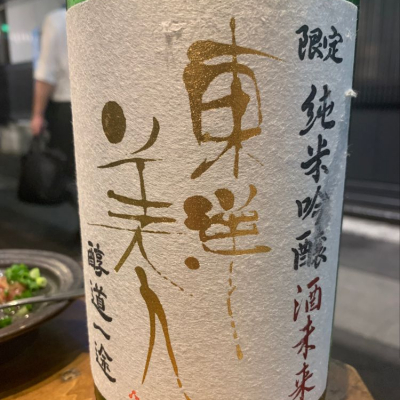 限定 純米吟醸 酒未来
東洋
美人
醇道一途